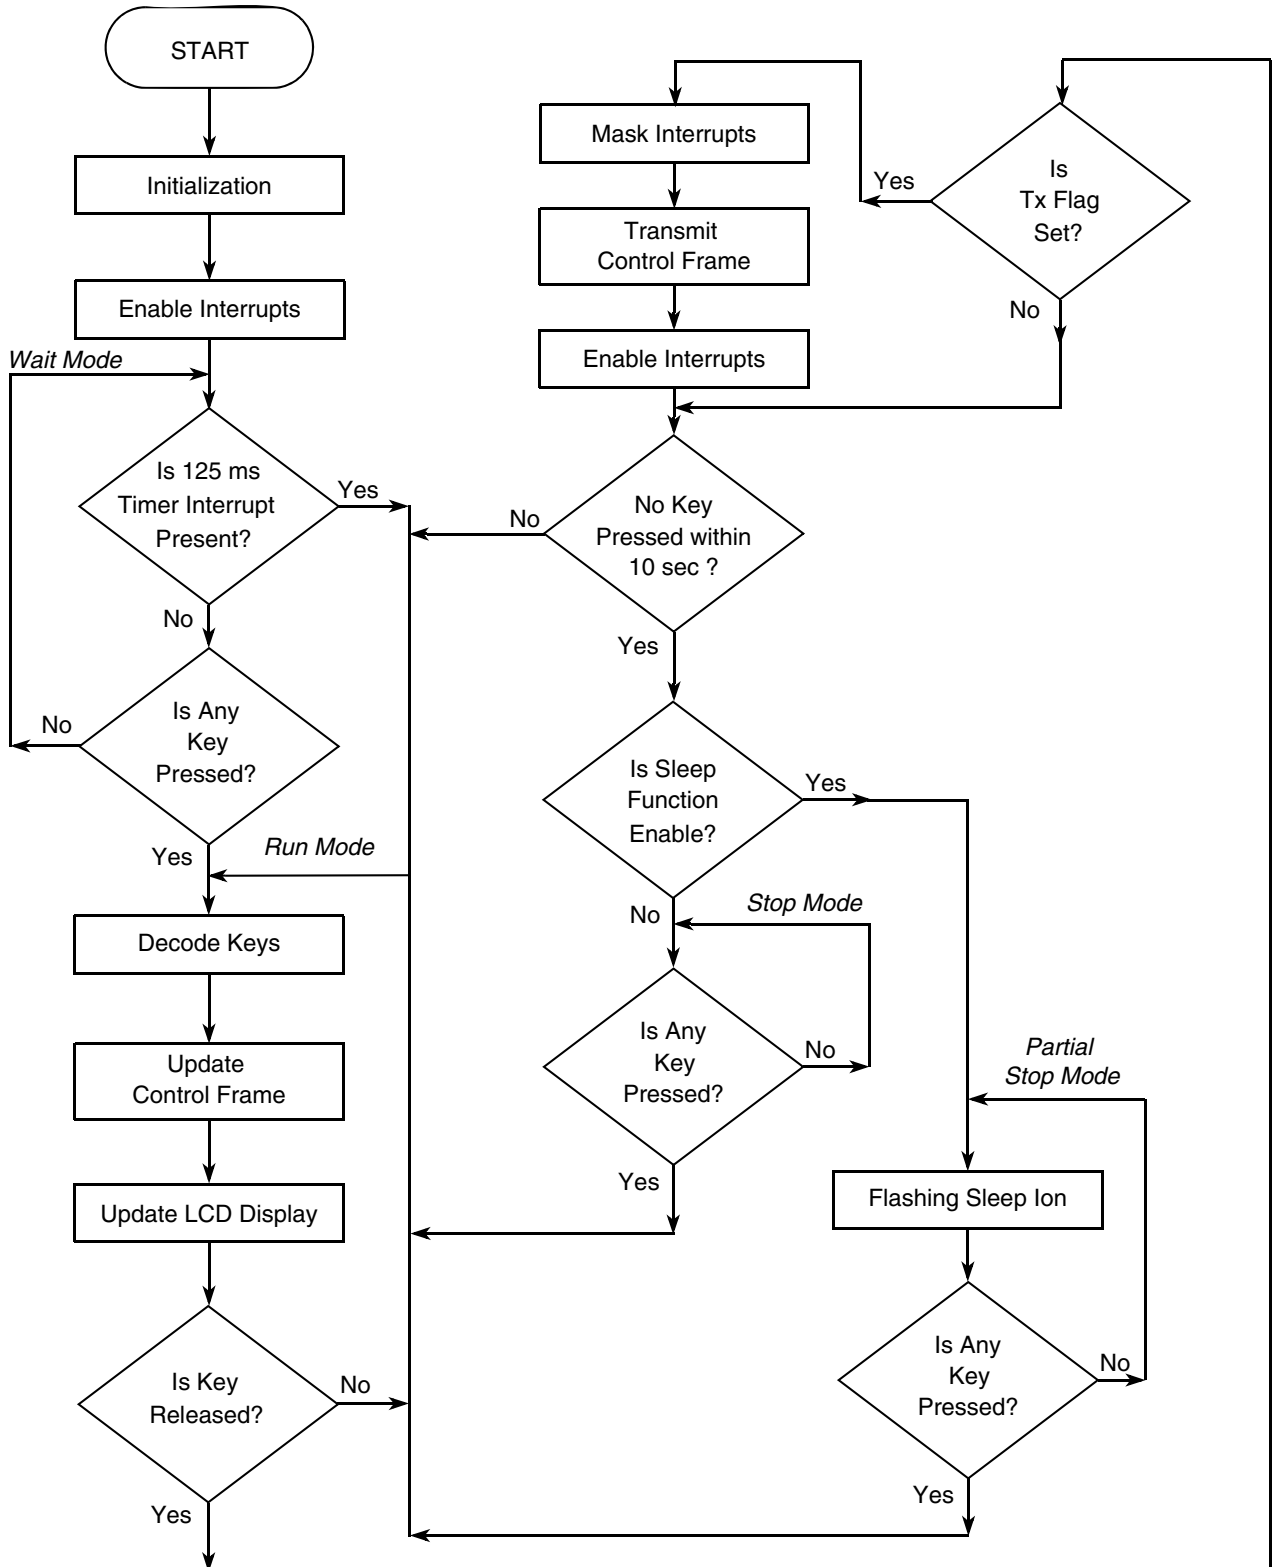 START
Initialization
Enable Interrupts
Wait Mode
Is 125 ms
Timer Interrupt
Present?
Yes
No
Is Any
Key
Pressed?
No
Yes
Run Mode
Decode Keys
Update
Control Frame
Update LCD Display
Is Key
Released?
No
Yes
Mask Interrupts
Transmit
Control Frame
Enable Interrupts
Is
Tx Flag
Set?
Yes
No
No Key
Pressed within
10 sec ?
No
Yes
Is Sleep
Function
Enable?
Yes
No
Stop Mode
Is Any
Key
Pressed?
No
Yes
Partial
Stop Mode
Flashing Sleep Ion
Is Any
Key
Pressed?
No
Yes